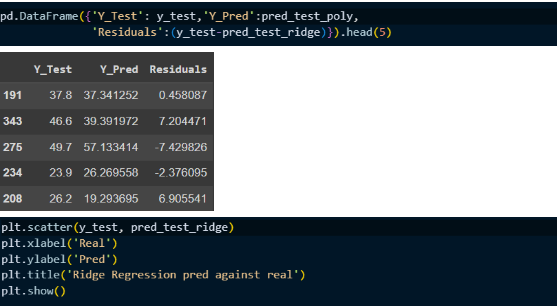 pd.DataFrame({'Y_Test': y_test,'Y_Pred':pred_test_poly,
'Residuals':(y_test-pred_test_ridge)}).head(5)
Y_Test Y_Pred Residuals
191 37.8 37.341252 0.458087
343 46.6 39.391972 7.204471
275 49.7 57.133414 -7.429826
234 23.9 26.269558 -2.376095
208 26.2 19.293695 6.905541
plt.scatter(y_test, pred_test_ridge)
plt.xlabel('Real')
plt.ylabel('Pred')
plt.title('Ridge Regression pred against real')
plt.show()